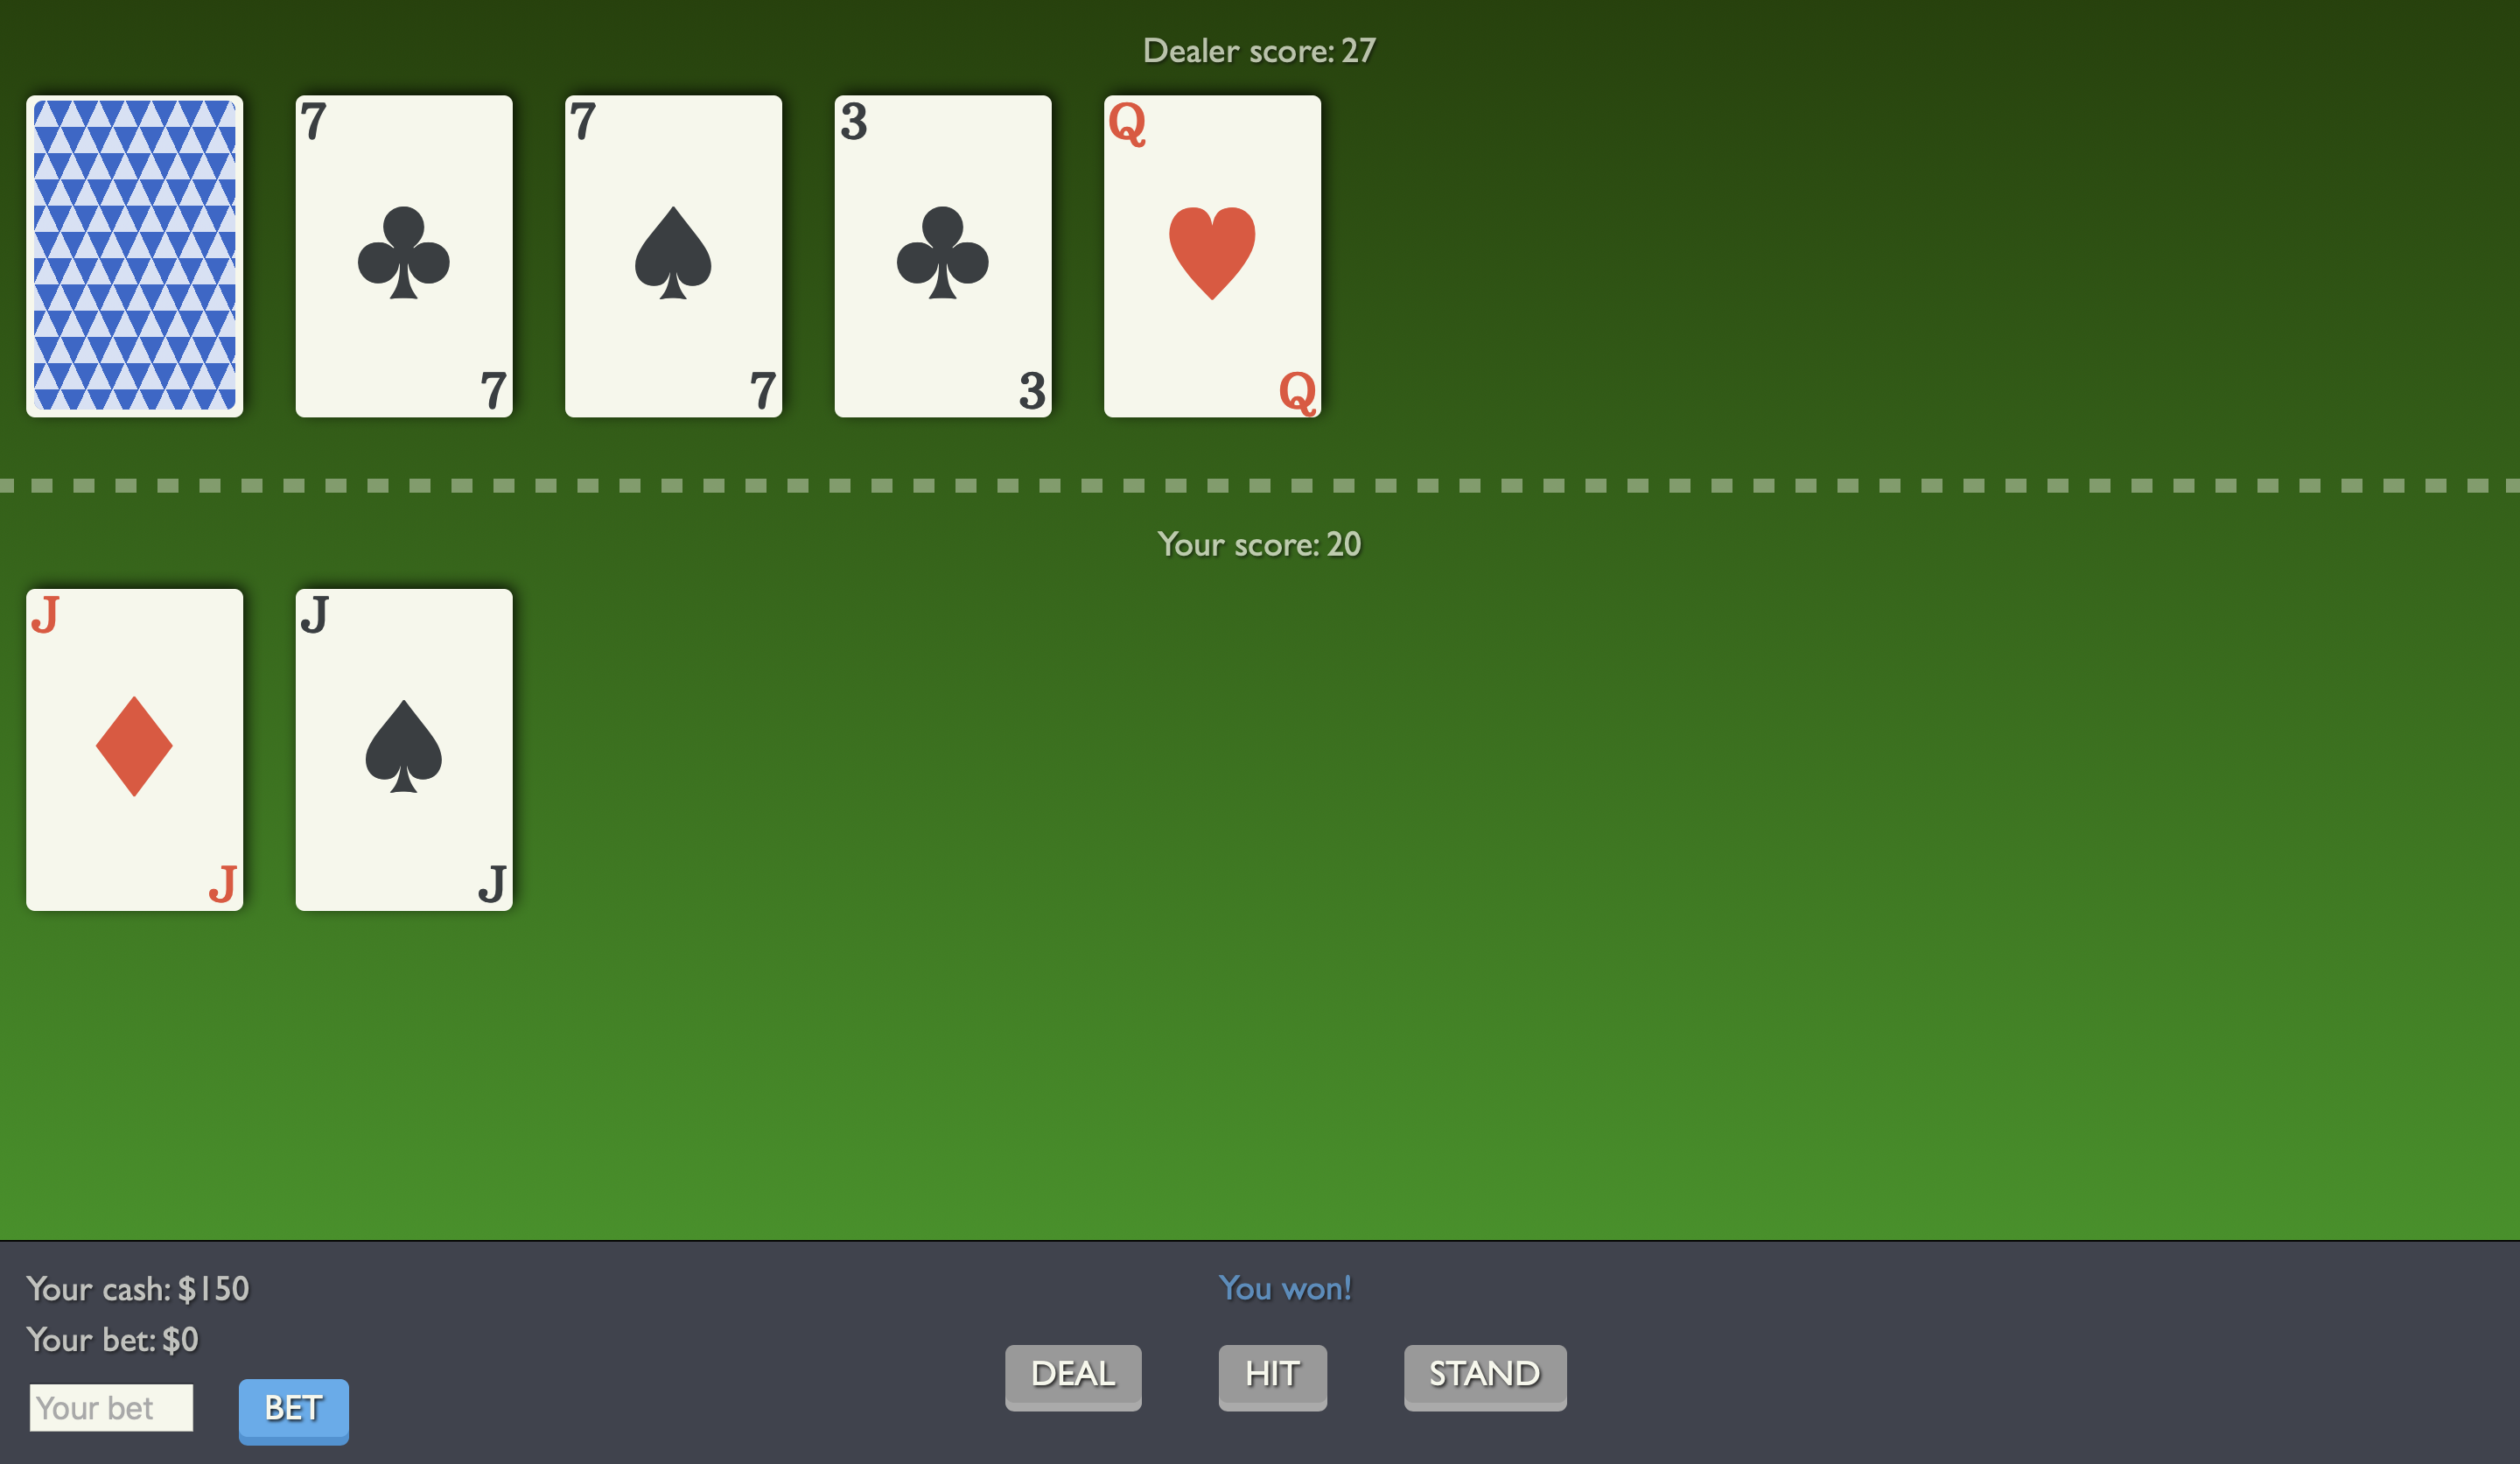 Dealer score: 27
7 7 3 Q
7 7 3 Q
Your score: 20
J J
J J
Your cash: $150
You won!
Your bet: $0
DEAL HIT STAND
Your bet BET